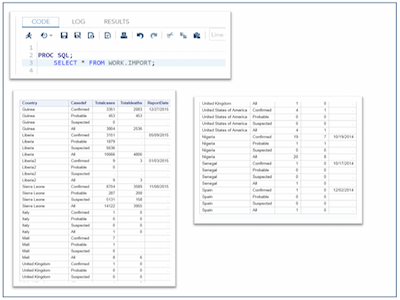 CODE LOG RESULTS
Line
1
2 PROC SQL;
3 SELECT * FROM WORK.IMPORT;
4
Country Casedef Totalcases Totaldeaths ReportDate
Guinea Confirmed 3351 2083 12/27/2015
Guinea Probable 453 453
Guinea Suspected 0
Guinea All 3804 2536
Liberia Confirmed 3151 05/09/2015
Liberia Probable 1879
Liberia Suspected 5636
Liberia All 10666 4806
Liberia2 Confirmed 9 3 01/03/2015
Liberia2 Probable
Liberia2 Suspected
Liberia2 All 9 3
Sierra Leone Confirmed 8704 3589 11/08/2015
Sierra Leone Probable 287 208
Sierra Leone Suspected 5131 158
Sierra Leone All 14122 3955
Italy Confirmed 1 0
Italy Probable 0 0
Italy Suspected 0 0
Italy All 1 0
Mali Confirmed 7
Mali Probable 1
Mali Suspected 0
Mali All 8 6
United Kingdom Confirmed 1 0
United Kingdom Probable 0 0
United Kingdom Suspected 0 0
United Kingdom All 1 0
United States of America Confirmed 4 1
United States of America Probable 0 0
United States of America Suspected 0 0
United States of America All 4 1
Nigeria Confirmed 19 7 10/19/2014
Nigeria Probable 1 1
Nigeria Suspected 0 0
Nigeria All 20 8
Senegal Confirmed 1 0 10/17/2014
Senegal Probable 0 0
Senegal Suspected 0 0
Senegal All 1 0
Spain Confirmed 1 0 12/02/2014
Spain Probable 0 0
Spain Suspected 0 0
Spain All 1 0